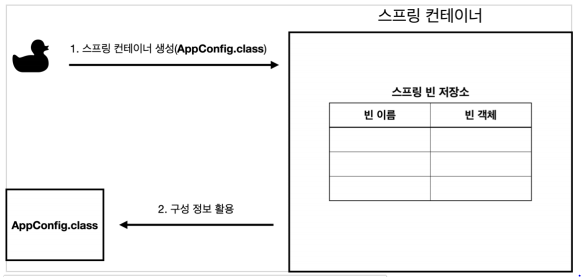 스프링 컨테이너
1. 스프링 컨테이너 생성(AppConfig.class)
스프링 빈 저장소
빈 이름 빈 객체
2. 구성 정보 활용
AppConfig.class